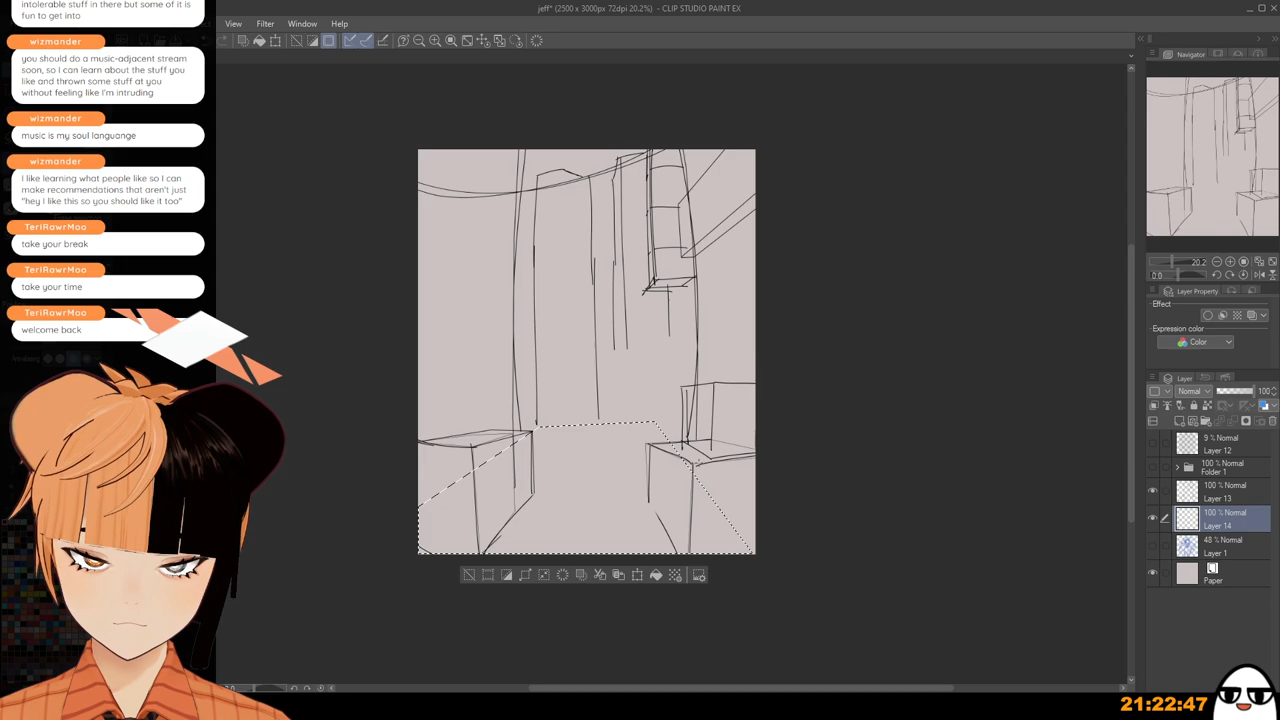 intolerable stuff in there but some of it is
fun to get into
wizmander
you should do a music-adjacent stream
soon, so I can learn about the stuff you
like and thrown some stuff at you
without feeling like I'm intruding
wizmander
music is my soul languange
wizmander
I like learning what people like so I can
make recommendations that aren't just
"hey I like this so you should like it too"
TeriRawrMoo
take your break
TeriRawrMoo
take your time
TeriRawrMoo
welcome back
jeff* (2500 x 3000px 72dpi 20.2%) - CLIP STUDIO PAINT EX
View Filter Window Help
Navigator
20.2
0.0
Layer Property
Effect
Expression color
Color
Layer
Normal 100
9 % Normal
Layer 12
100 % Normal
Folder 1
100 % Normal
Layer 13
100 % Normal
Layer 14
48 % Normal
Layer 1
Paper
21:22:47